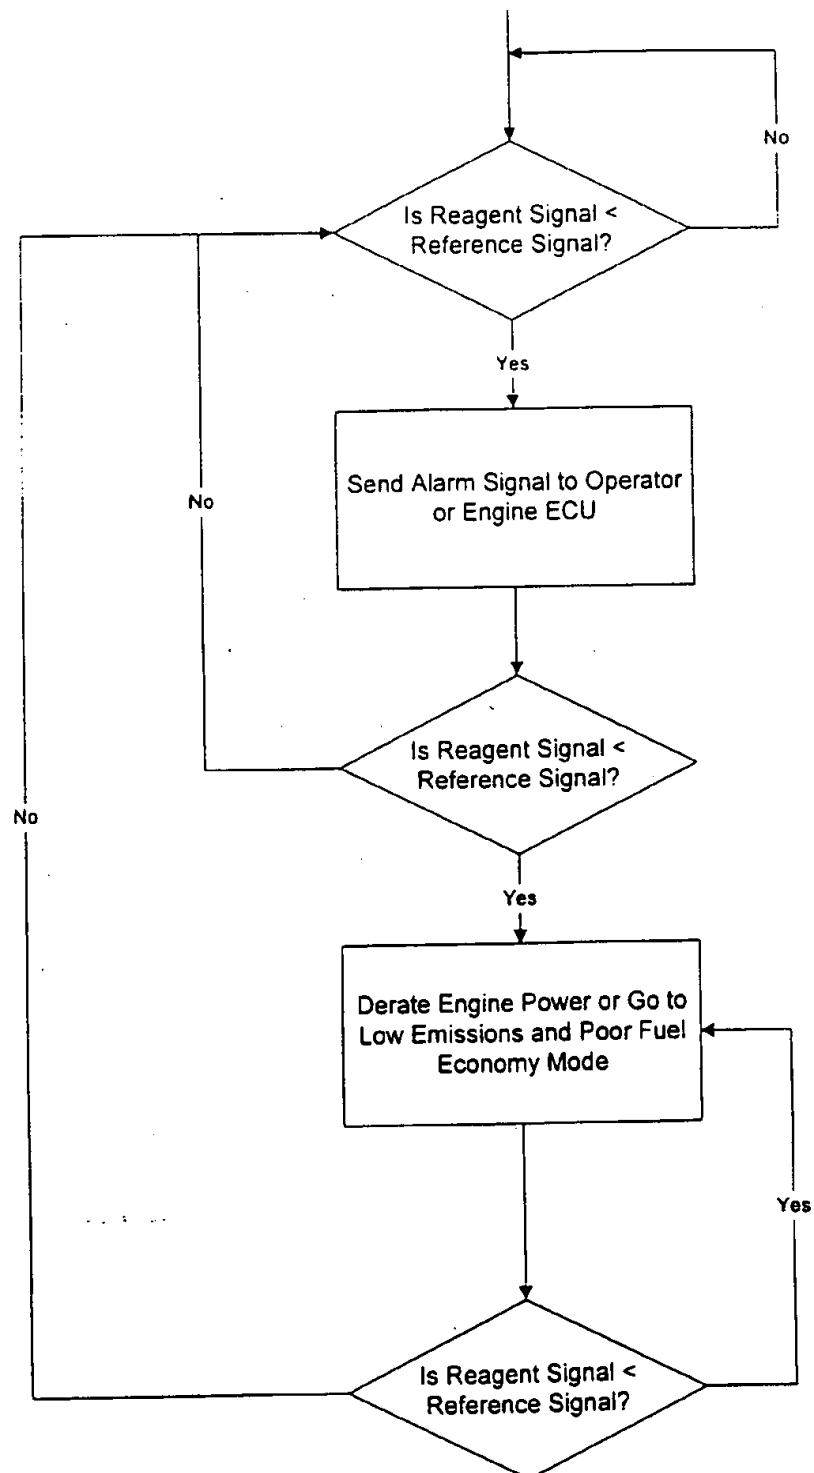 No
Is Reagent Signal <
Reference Signal?
Yes
Send Alarm Signal to Operator
or Engine ECU
No
Is Reagent Signal <
Reference Signal?
No
Yes
Derate Engine Power or Go to
Low Emissions and Poor Fuel
Economy Mode
Yes
Is Reagent Signal <
Reference Signal?